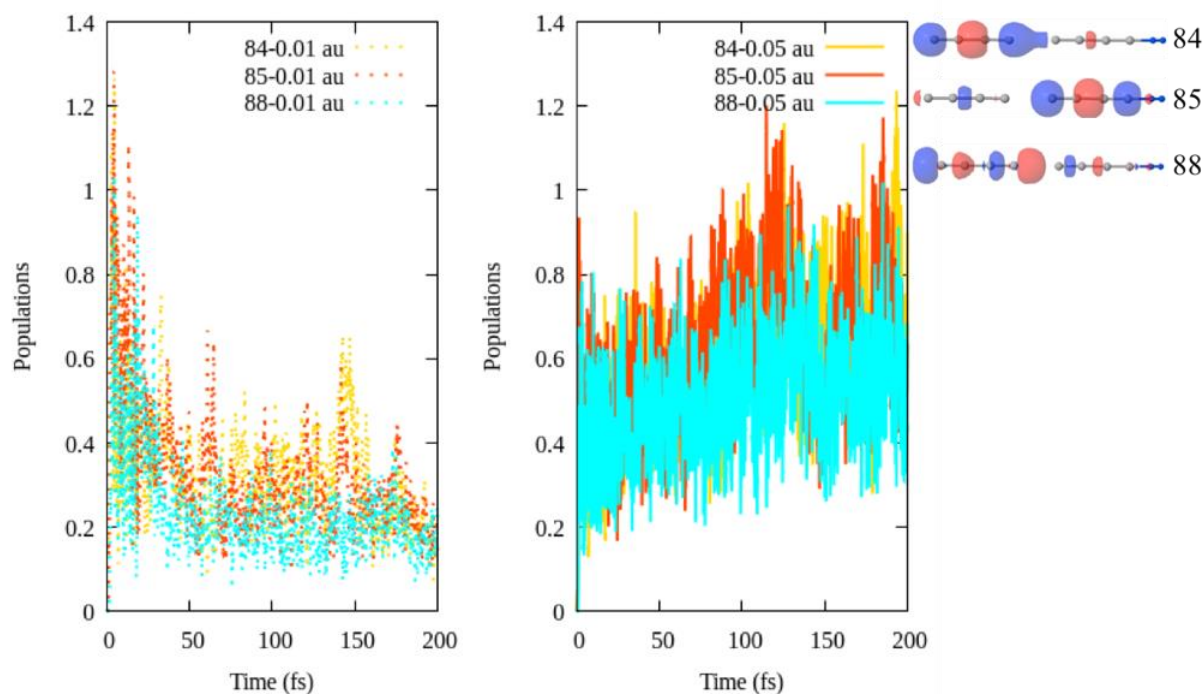 1.4
1.2
1
0.8
0.6
0.4
0.2
0
84-0.01 au
85-0.01 au
88-0.01 au
Populations
0 50 100 150 200
Time (fs)
1.4
1.2
1
0.8
0.6
0.4
0.2
0
84-0.05 au
85-0.05 au
88-0.05 au
Populations
0 50 100 150 200
Time (fs)
84
85
88